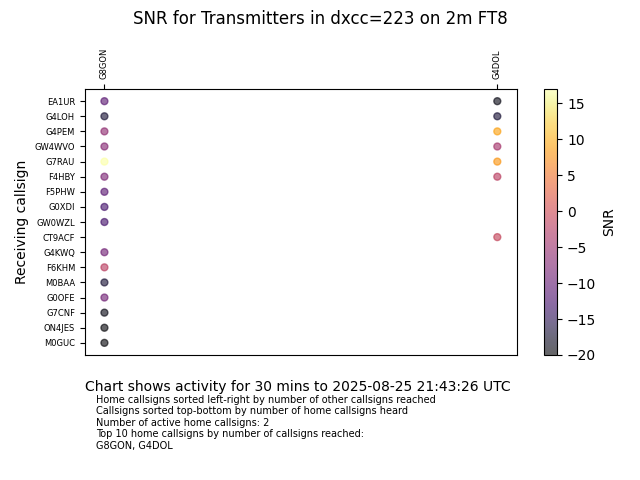 SNR for Transmitters in dxcc=223 on 2m FT8
G8GON
G4DOL
EA1UR
G4LOH
G4PEM
GW4WVO
G7RAU
F4HBY
F5PHW
G0XDI
GW0WZL
CT9ACF
G4KWQ
F6KHM
M0BAA
G0OFE
G7CNF
ON4JES
M0GUC
Receiving callsign
15
10
5
0
−5
−10
−15
−20
SNR
Chart shows activity for 30 mins to 2025-08-25 21:43:26 UTC
Home callsigns sorted left-right by number of other callsigns reached
Callsigns sorted top-bottom by number of home callsigns heard
Number of active home callsigns: 2
Top 10 home callsigns by number of callsigns reached:
G8GON, G4DOL